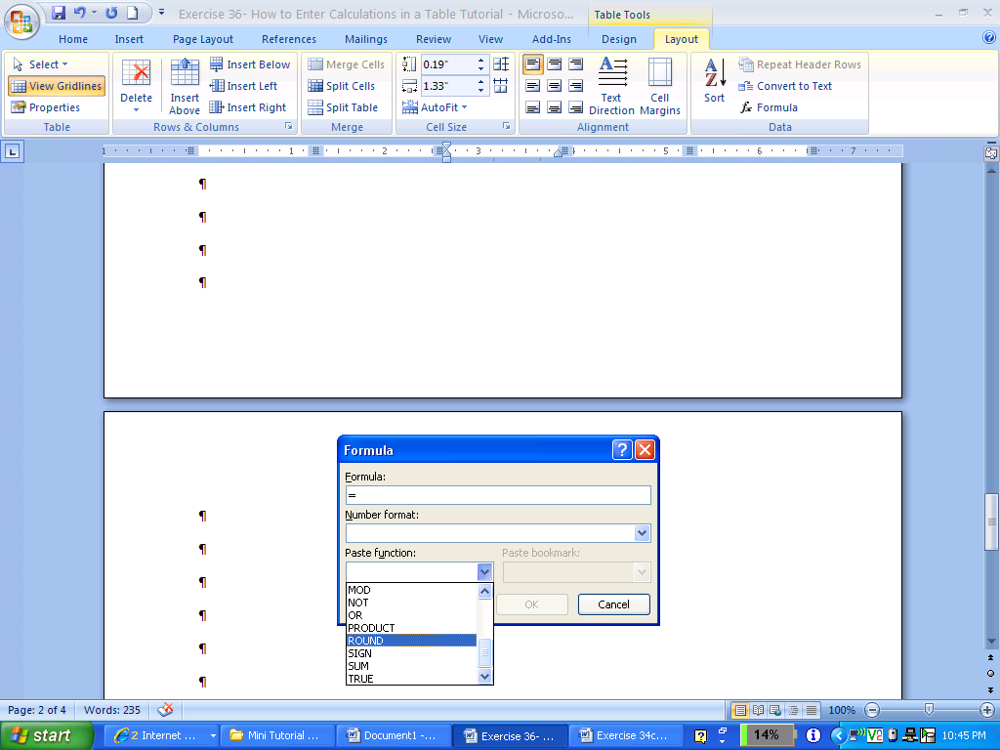 Exercise 36- How to Enter Calculations in a Table Tutorial - Microso...
Table Tools
Home Insert Page Layout References Mailings Review View Add-Ins Design Layout
Select
View Gridlines
Properties
Table
Delete
Insert Above
Insert Below
Insert Left
Insert Right
Rows & Columns
Merge Cells
Split Cells
Split Table
Merge
0.19"
1.33"
AutoFit
Cell Size
Text Direction
Cell Margins
Alignment
Sort
Repeat Header Rows
Convert to Text
Formula
Data
1 1 2 3 4 5 6 7
¶
¶
¶
¶
Formula
Formula:
=
Number format:
Paste function:
Paste bookmark:
MOD
NOT
OR
PRODUCT
ROUND
SIGN
SUM
TRUE
OK
Cancel
¶
¶
¶
¶
¶
¶
Page: 2 of 4 Words: 235 100%
start
2 Internet ...
Mini Tutorial ...
Document1 -...
Exercise 36- ...
Exercise 34c...
14%
10:45 PM